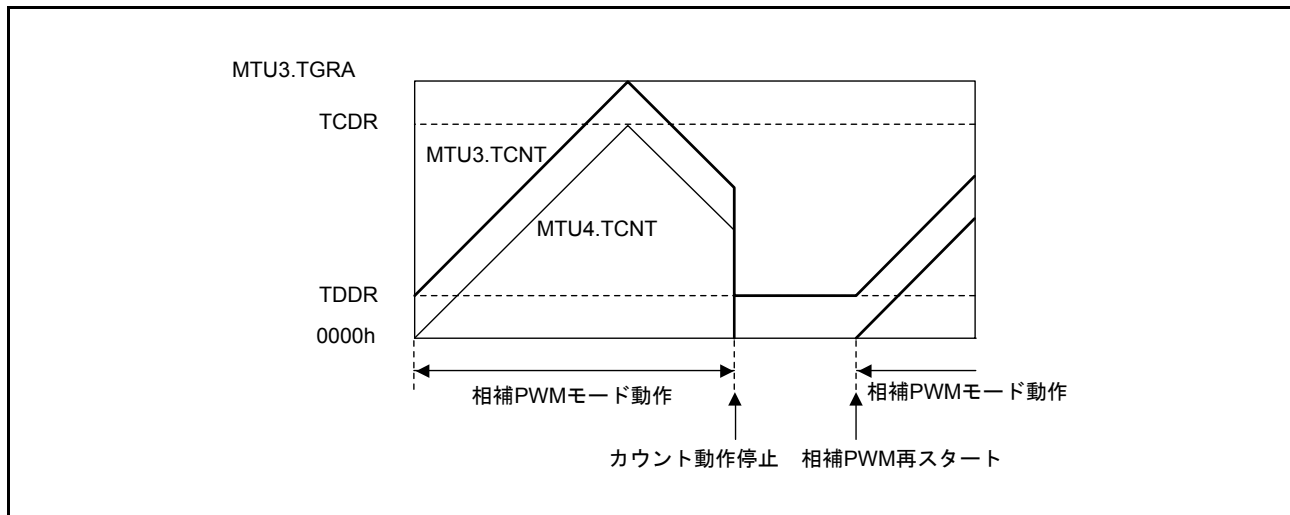 MTU3.TGRA
TCDR
MTU3.TCNT
MTU4.TCNT
TDDR
0000h
相補PWMモード動作
相補PWMモード動作
カウント動作停止
相補PWM再スタート